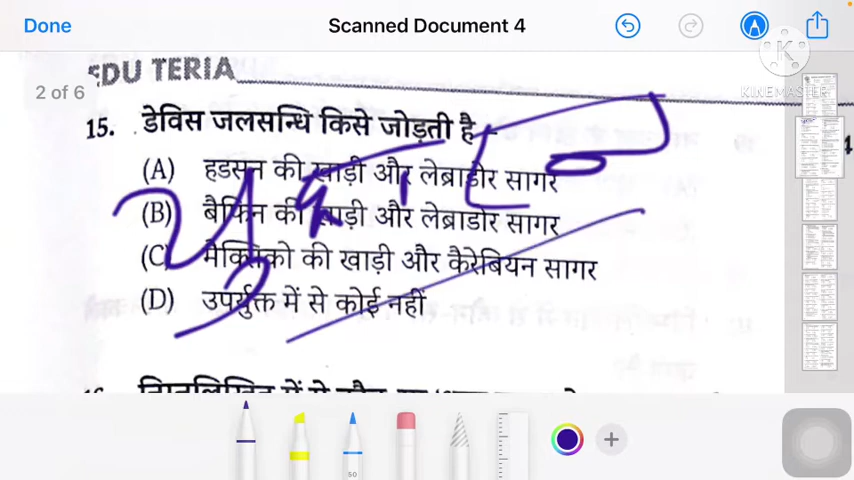 Done
Scanned Document 4
2 of 6
EDU TERIA
KINEMASTER
15. डेविस जलसन्धि किसे जोड़ती है-
(A) हडसन की खाड़ी और लेब्राडोर सागर
(B) बैफिन की खाड़ी और लेब्राडोर सागर
(C) मैक्सिको की खाड़ी और कैरेबियन सागर
(D) उपर्युक्त में से कोई नहीं
50